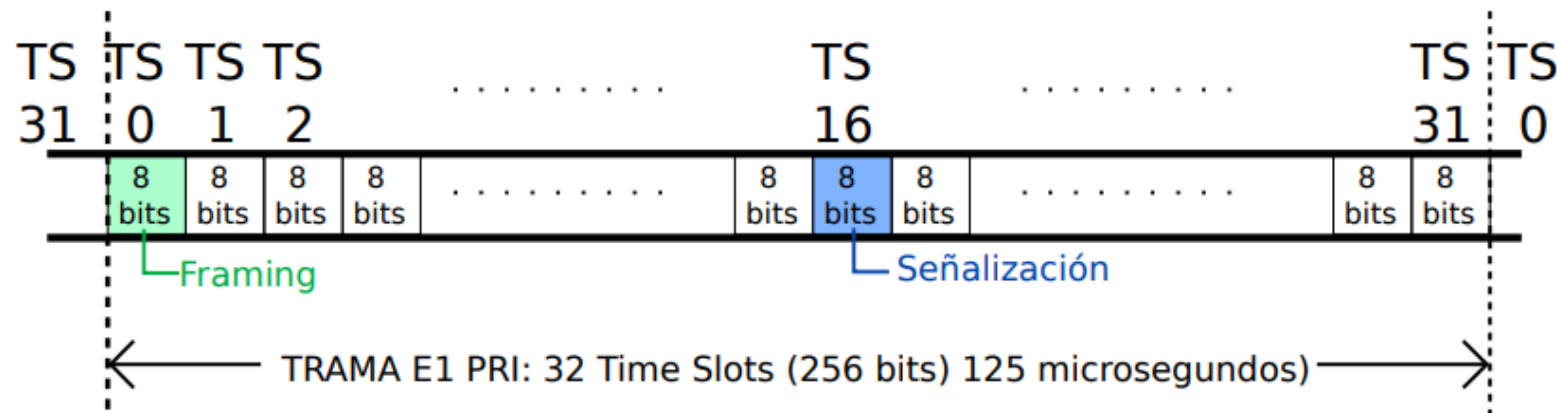 TS TS TS TS ......... TS ......... TS TS
31 0 1 2 16 31 0
8 8 8 8 ......... 8 8 8 ......... 8 8
bits bits bits bits bits bits bits bits bits
Framing Señalización
TRAMA E1 PRI: 32 Time Slots (256 bits) 125 microsegundos)